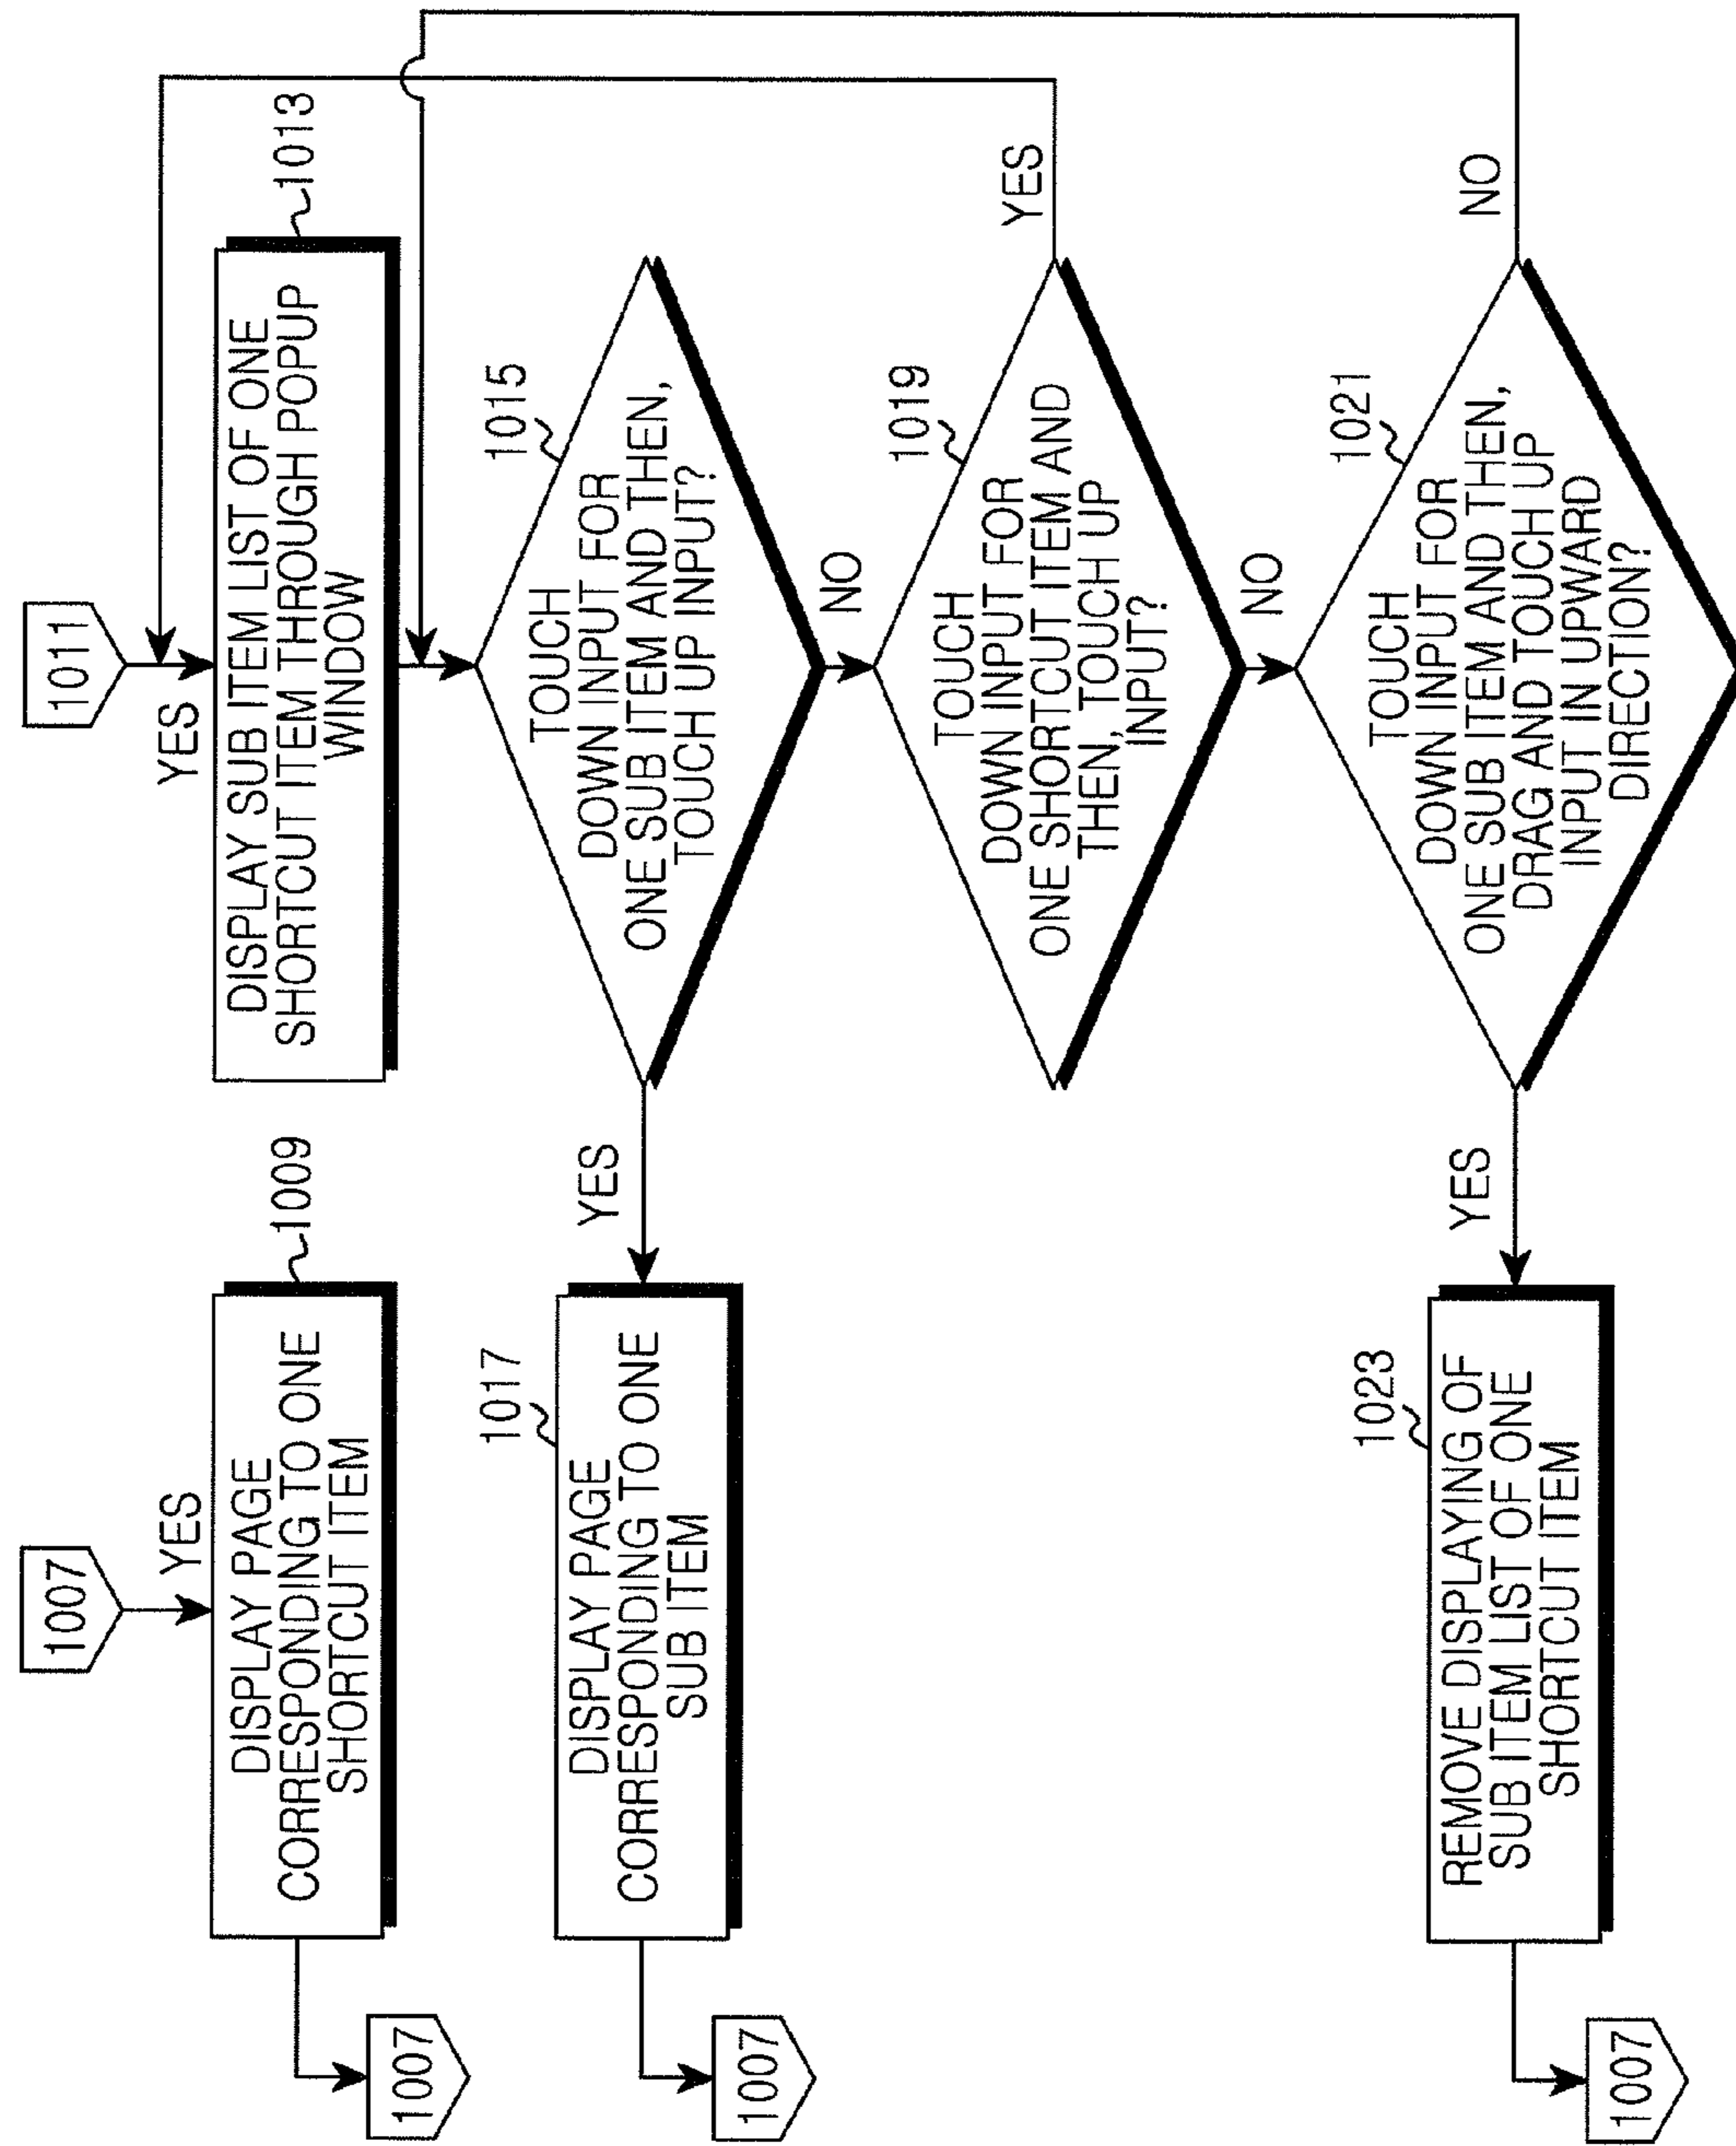 1007
YES
DISPLAY PAGE
CORRESPONDING TO ONE
SHORTCUT ITEM
1009
1007
1011
YES
DISPLAY SUB ITEM LIST OF ONE
SHORTCUT ITEM THROUGH POPUP
WINDOW
1013
1017
DISPLAY PAGE
CORRESPONDING TO ONE
SUB ITEM
1007
YES
1015
TOUCH
DOWN INPUT FOR
ONE SUB ITEM AND THEN,
TOUCH UP INPUT?
NO
1019
TOUCH
DOWN INPUT FOR
ONE SHORTCUT ITEM AND
THEN, TOUCH UP
INPUT?
YES
NO
1021
TOUCH
DOWN INPUT FOR
ONE SUB ITEM AND THEN,
DRAG AND TOUCH UP
INPUT IN UPWARD
DIRECTION?
NO
YES
1023
REMOVE DISPLAYING OF
SUB ITEM LIST OF ONE
SHORTCUT ITEM
1007